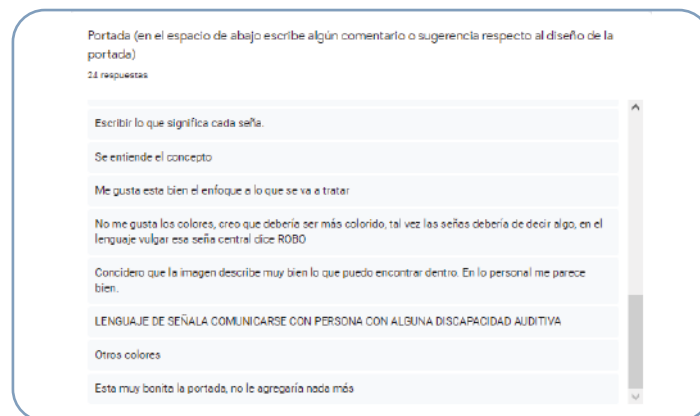 Portada (en el espacio de abajo escribe algún comentario o sugerencia respecto al diseño de la
portada)
24 respuestas
Escribir lo que significa cada seña.
Se entiende el concepto
Me gusta esta bien el enfoque a lo que se va a tratar
No me gusta los colores, creo que debería ser más colorido, tal vez las señas debería de decir algo, en el
lenguaje vulgar esa seña central dice ROBO
Concidero que la imagen describe muy bien lo que puedo encontrar dentro. En lo personal me parece
bien.
LENGUAJE DE SEÑALA COMUNICARSE CON PERSONA CON ALGUNA DISCAPACIDAD AUDITIVA
Otros colores
Esta muy bonita la portada, no le agregaría nada más